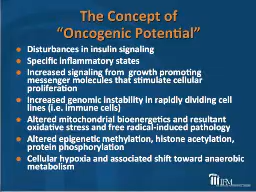 The Concept of
“Oncogenic Potential”
Disturbances in insulin signaling
Specific inflammatory states
Increased signaling from growth promoting
messenger molecules that stimulate cellular
proliferation
Increased genomic instability in rapidly dividing cell
lines (i.e. immune cells)
Altered mitochondrial bioenergetics and resultant
oxidative stress and free radical-induced pathology
Altered epigenetic methylation, histone acetylation,
protein phosphorylation
Cellular hypoxia and associated shift toward anaerobic
metabolism
IFM